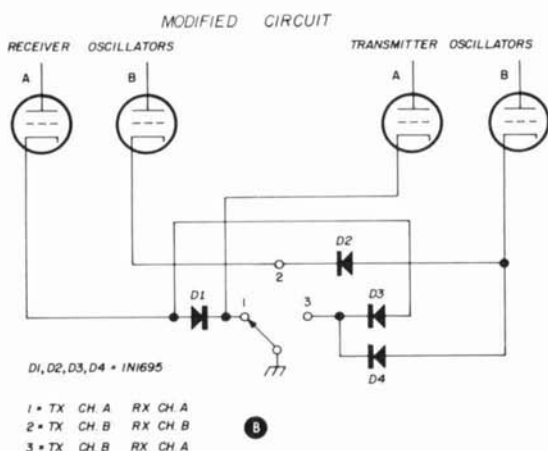 MODIFIED CIRCUIT
RECEIVER OSCILLATORS
TRANSMITTER OSCILLATORS
A
B
A
B
D2
2
D1
1
3
D3
D4
D1, D2, D3, D4 = IN1695
1 = TX CH. A RX CH. A
2 = TX CH. B RX CH. B
3 = TX CH. B RX CH. A
B